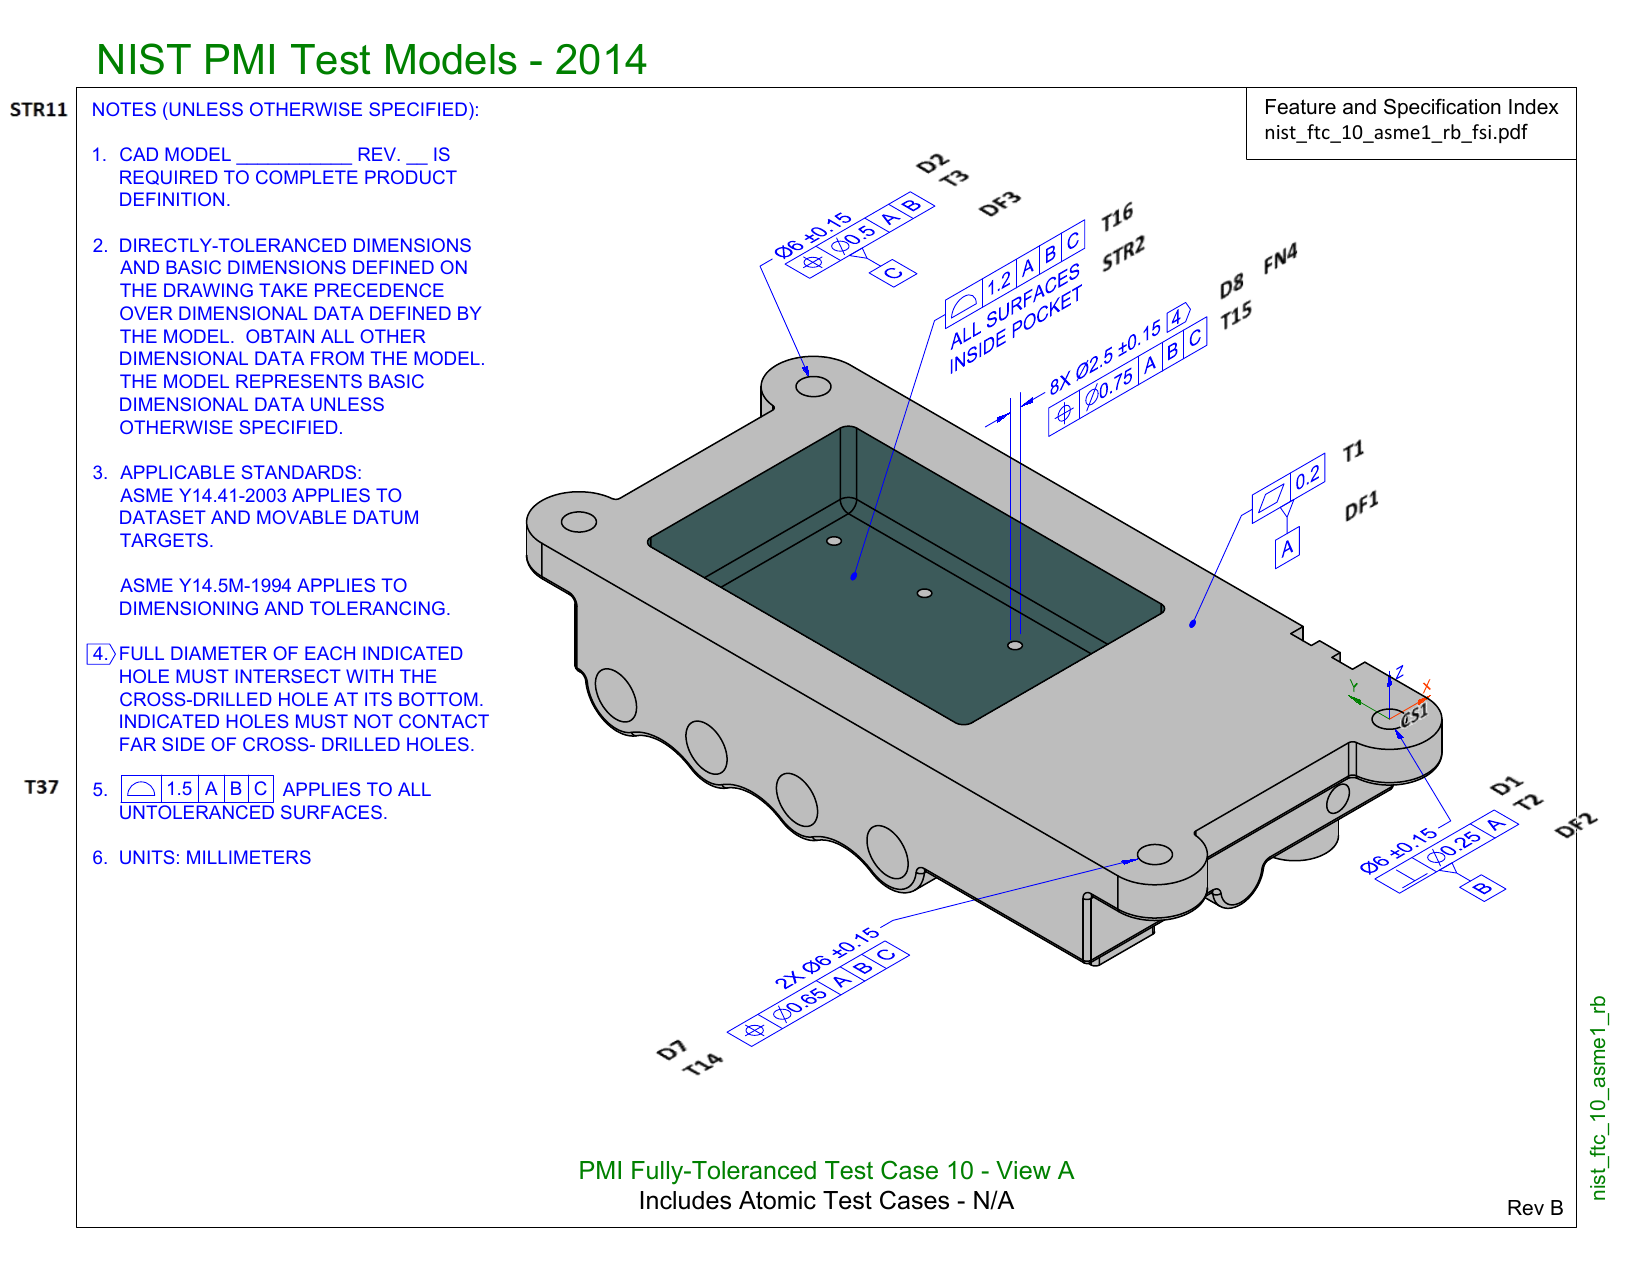 NIST PMI Test Models - 2014
STR11
NOTES (UNLESS OTHERWISE SPECIFIED):
1. CAD MODEL ___________ REV. __ IS
REQUIRED TO COMPLETE PRODUCT
DEFINITION.
2. DIRECTLY-TOLERANCED DIMENSIONS
AND BASIC DIMENSIONS DEFINED ON
THE DRAWING TAKE PRECEDENCE
OVER DIMENSIONAL DATA DEFINED BY
THE MODEL. OBTAIN ALL OTHER
DIMENSIONAL DATA FROM THE MODEL.
THE MODEL REPRESENTS BASIC
DIMENSIONAL DATA UNLESS
OTHERWISE SPECIFIED.
3. APPLICABLE STANDARDS:
ASME Y14.41-2003 APPLIES TO
DATASET AND MOVABLE DATUM
TARGETS.
ASME Y14.5M-1994 APPLIES TO
DIMENSIONING AND TOLERANCING.
4. FULL DIAMETER OF EACH INDICATED
HOLE MUST INTERSECT WITH THE
CROSS-DRILLED HOLE AT ITS BOTTOM.
INDICATED HOLES MUST NOT CONTACT
FAR SIDE OF CROSS- DRILLED HOLES.
T37
5. ⌓ 1.5 A B C APPLIES TO ALL
UNTOLERANCED SURFACES.
6. UNITS: MILLIMETERS
Feature and Specification Index
nist_ftc_10_asme1_rb_fsi.pdf
D2
T3
DF3
Ø6 ±0.15
⌖ Ø0.5 A B
C
T16
STR2
⌓ 1.2 A B C
ALL SURFACES
INSIDE POCKET
D8 FN4
T15
8X Ø2.5 ±0.15 4
⌖ Ø0.75 A B C
T1
DF1
⏥ 0.2
A
Z
Y
X
CS1
D1
T2
DF2
Ø6 ±0.15
⟂ Ø0.25 A
B
2X Ø6 ±0.15
⌖ Ø0.65 A B C
D7
T14
PMI Fully-Toleranced Test Case 10 - View A
Includes Atomic Test Cases - N/A
Rev B
nist_ftc_10_asme1_rb